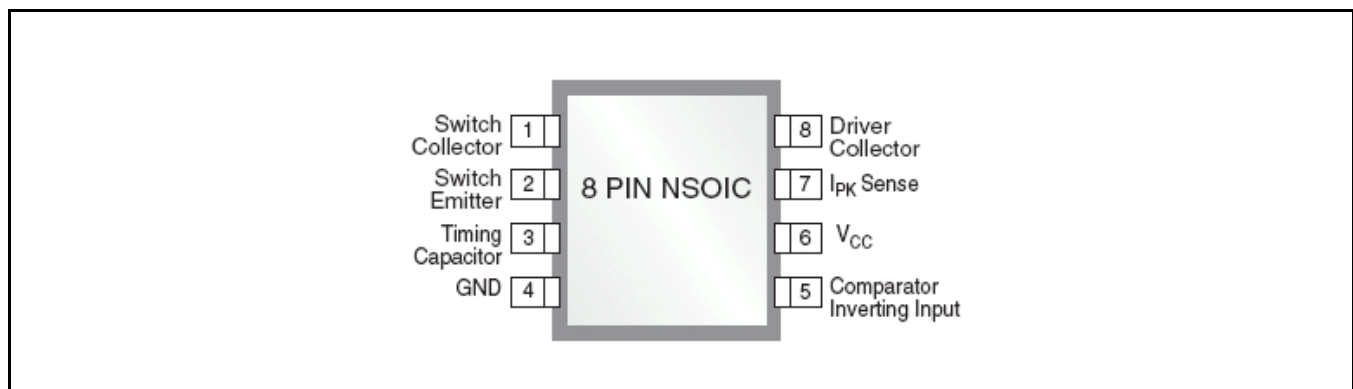 Switch
Collector
1
Switch
Emitter
2
Timing
Capacitor
3
GND
4
8 PIN NSOIC
8
Driver
Collector
7
IPK Sense
6
VCC
5
Comparator
Inverting Input